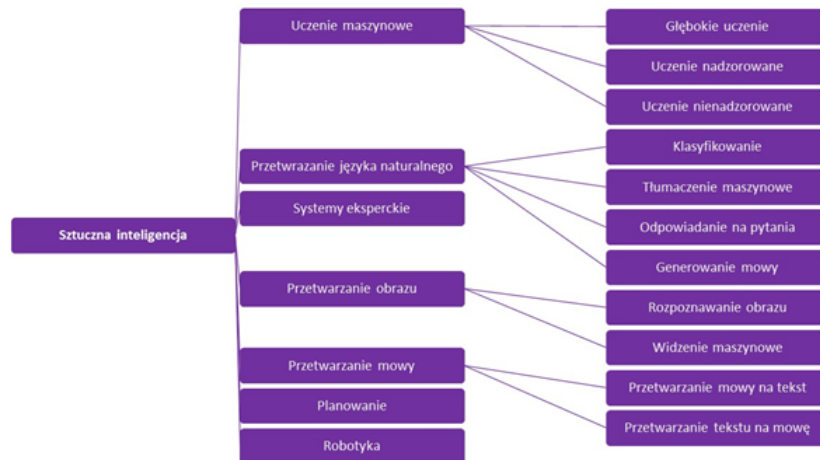 Sztuczna inteligencja
Uczenie maszynowe
Głębokie uczenie
Uczenie nadzorowane
Uczenie nienadzorowane
Przetwrazanie języka naturalnego
Klasyfikowanie
Tłumaczenie maszynowe
Odpowiadanie na pytania
Generowanie mowy
Systemy eksperckie
Przetwarzanie obrazu
Rozpoznawanie obrazu
Widzenie maszynowe
Przetwarzanie mowy
Przetwarzanie mowy na tekst
Przetwarzanie tekstu na mowę
Planowanie
Robotyka